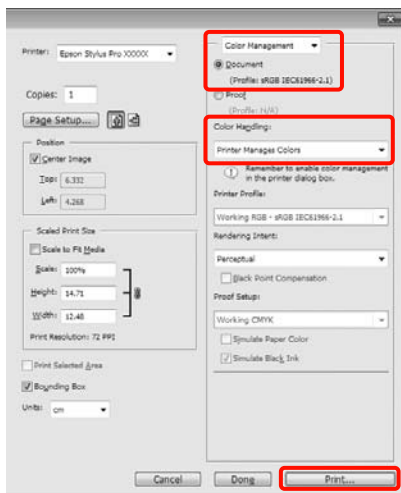 Printer: Epson Stylus Pro XXXXX
Copies: 1
Page Setup...
Position
Center Image
Top: 6.332
Left: 4.268
Scaled Print Size
Scale to Fit Media
Scale: 100%
Height: 14.71
Width: 12.48
Print Resolution: 72 PPI
Print Selected Area
Bounding Box
Units: cm
Color Management
Document
(Profile: sRGB IEC61966-2.1)
Proof
(Profile: N/A)
Color Handling:
Printer Manages Colors
Remember to enable color management
in the printer dialog box.
Printer Profile:
Working RGB - sRGB IEC61966-2.1
Rendering Intent:
Perceptual
Black Point Compensation
Proof Setup:
Working CMYK
Simulate Paper Color
Simulate Black Ink
Cancel
Done
Print...